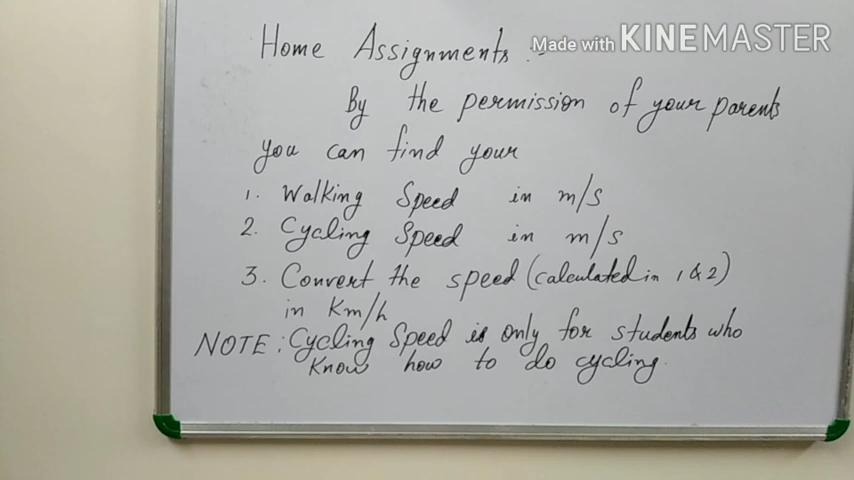 Home Assignments :-
Made with KINEMASTER
By the permission of your parents
you can find your
1. Walking Speed in m/s
2. Cycling Speed in m/s
3. Convert the speed (calculated in 1 & 2)
in Km/h
NOTE: Cycling Speed is only for students who
Know how to do cycling.